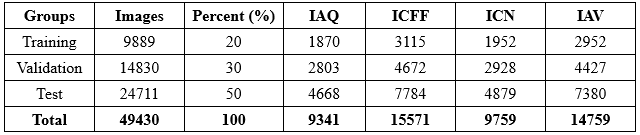 Groups Images Percent (%) IAQ ICFF ICN IAV
Training 9889 20 1870 3115 1952 2952
Validation 14830 30 2803 4672 2928 4427
Test 24711 50 4668 7784 4879 7380
Total 49430 100 9341 15571 9759 14759